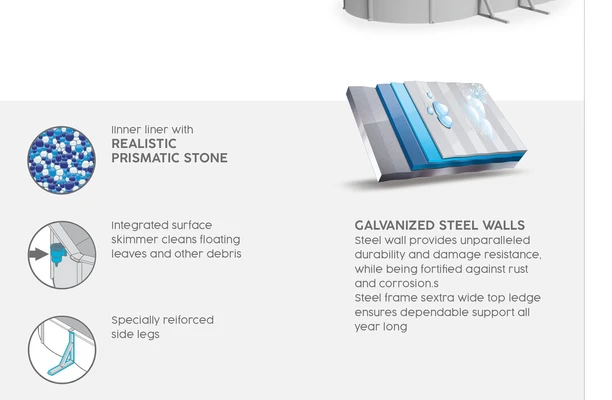 IInner liner with
REALISTIC
PRISMATIC STONE
Integrated surface
skimmer cleans floating
leaves and other debris
Specially reiforced
side legs
GALVANIZED STEEL WALLS
Steel wall provides unparalleled
durability and damage resistance,
while being fortified against rust
and corrosion.s
Steel frame sextra wide top ledge
ensures dependable support all
year long